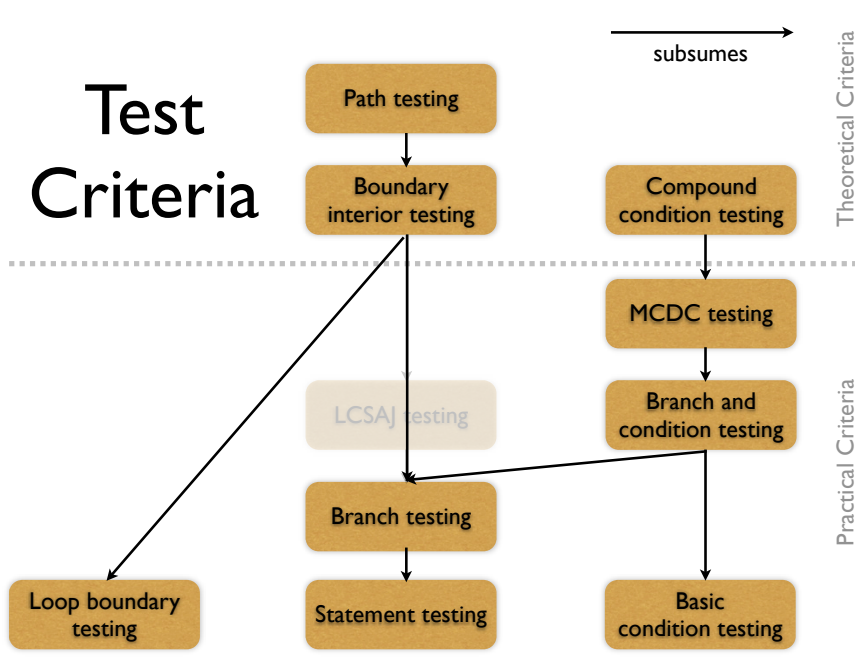 Test
Criteria
subsumes
Theoretical Criteria
Path testing
Boundary
interior testing
Compound
condition testing
MCDC testing
LCSAJ testing
Branch and
condition testing
Practical Criteria
Branch testing
Loop boundary
testing
Statement testing
Basic
condition testing